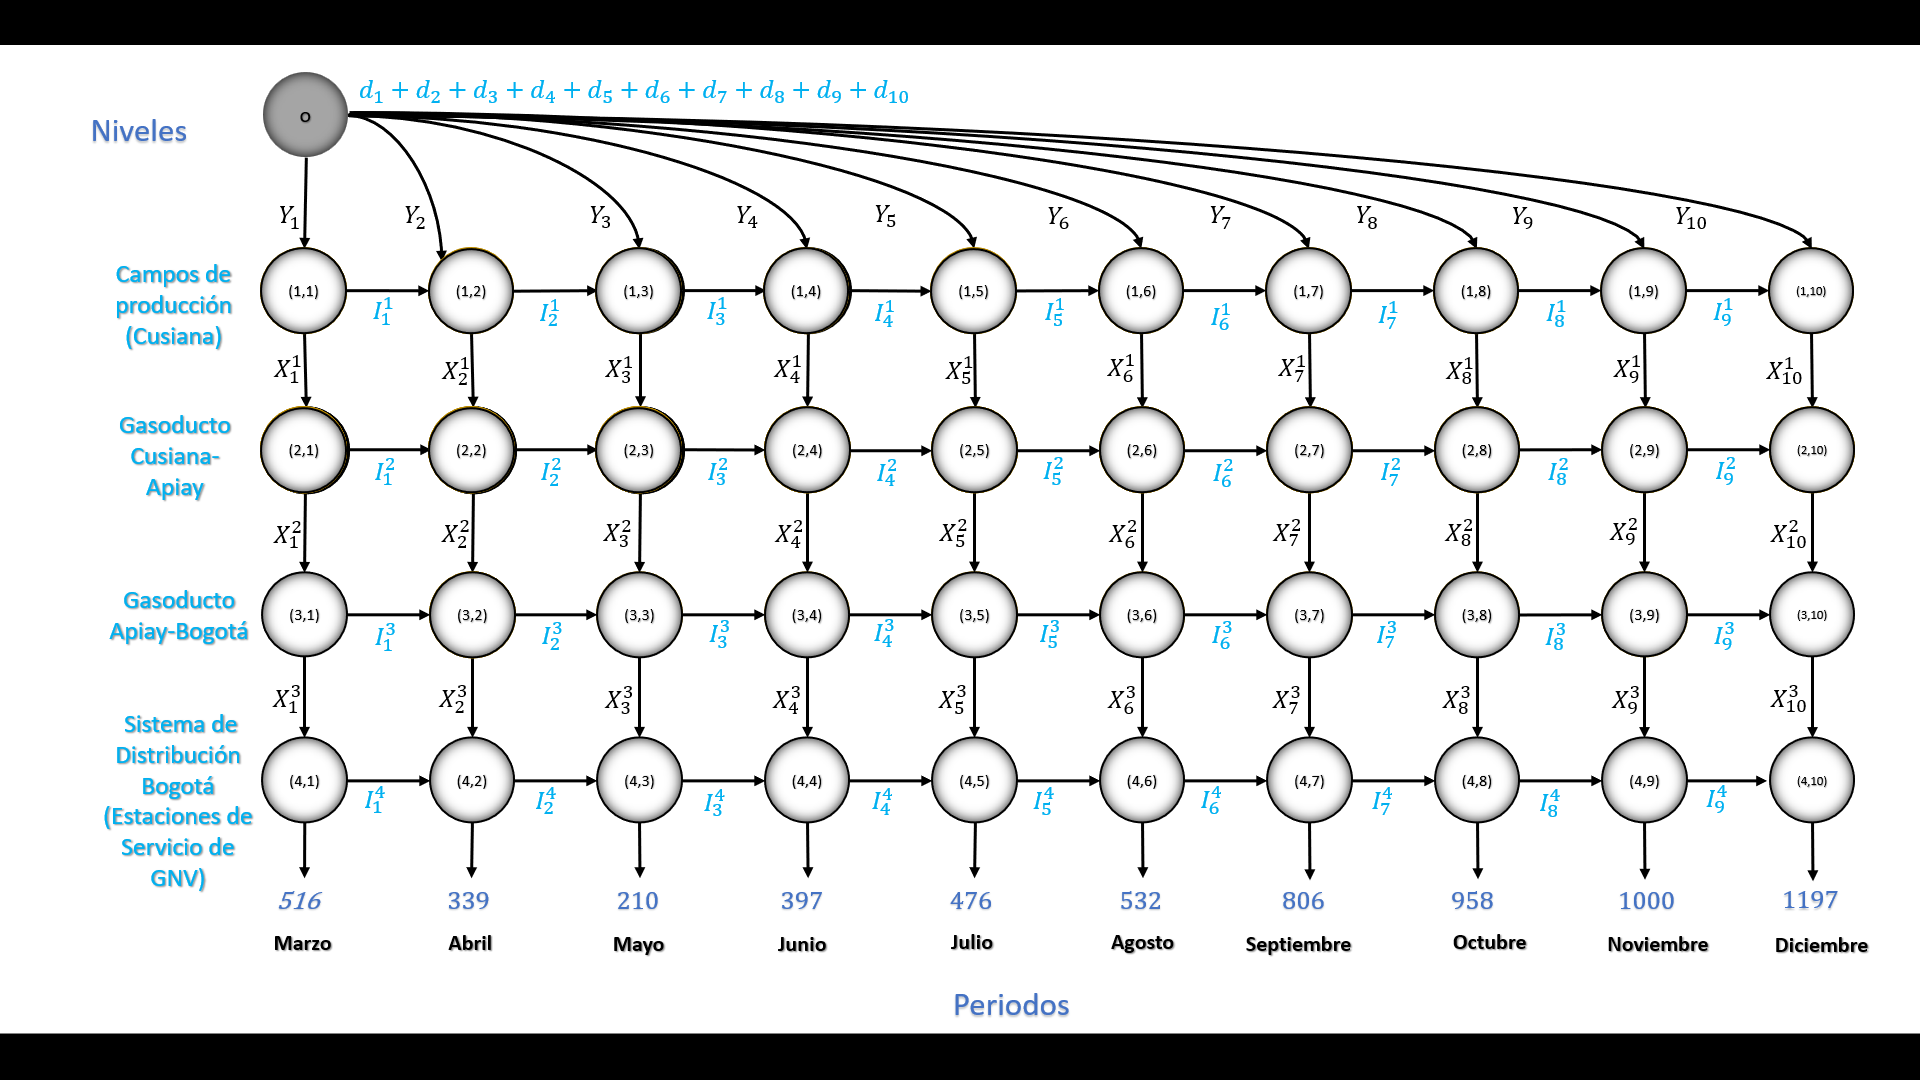 d₁ + d₂ + d₃ + d₄ + d₅ + d₆ + d₇ + d₈ + d₉ + d₁₀
O
Niveles
Y₁ Y₂ Y₃ Y₄ Y₅ Y₆ Y₇ Y₈ Y₉ Y₁₀
Campos de
producción
(Cusiana)
(1,1) (1,2) (1,3) (1,4) (1,5) (1,6) (1,7) (1,8) (1,9) (1,10)
I₁¹ I₂¹ I₃¹ I₄¹ I₅¹ I₆¹ I₇¹ I₈¹ I₉¹
X₁¹ X₂¹ X₃¹ X₄¹ X₅¹ X₆¹ X₇¹ X₈¹ X₉¹ X₁₀¹
Gasoducto
Cusiana-
Apiay
(2,1) (2,2) (2,3) (2,4) (2,5) (2,6) (2,7) (2,8) (2,9) (2,10)
I₁² I₂² I₃² I₄² I₅² I₆² I₇² I₈² I₉²
X₁² X₂² X₃² X₄² X₅² X₆² X₇² X₈² X₉² X₁₀²
Gasoducto
Apiay-Bogotá
(3,1) (3,2) (3,3) (3,4) (3,5) (3,6) (3,7) (3,8) (3,9) (3,10)
I₁³ I₂³ I₃³ I₄³ I₅³ I₆³ I₇³ I₈³ I₉³
X₁³ X₂³ X₃³ X₄³ X₅³ X₆³ X₇³ X₈³ X₉³ X₁₀³
Sistema de
Distribución
Bogotá
(Estaciones de
Servicio de
GNV)
(4,1) (4,2) (4,3) (4,4) (4,5) (4,6) (4,7) (4,8) (4,9) (4,10)
I₁⁴ I₂⁴ I₃⁴ I₄⁴ I₅⁴ I₆⁴ I₇⁴ I₈⁴ I₉⁴
516 339 210 397 476 532 806 958 1000 1197
Marzo Abril Mayo Junio Julio Agosto Septiembre Octubre Noviembre Diciembre
Periodos